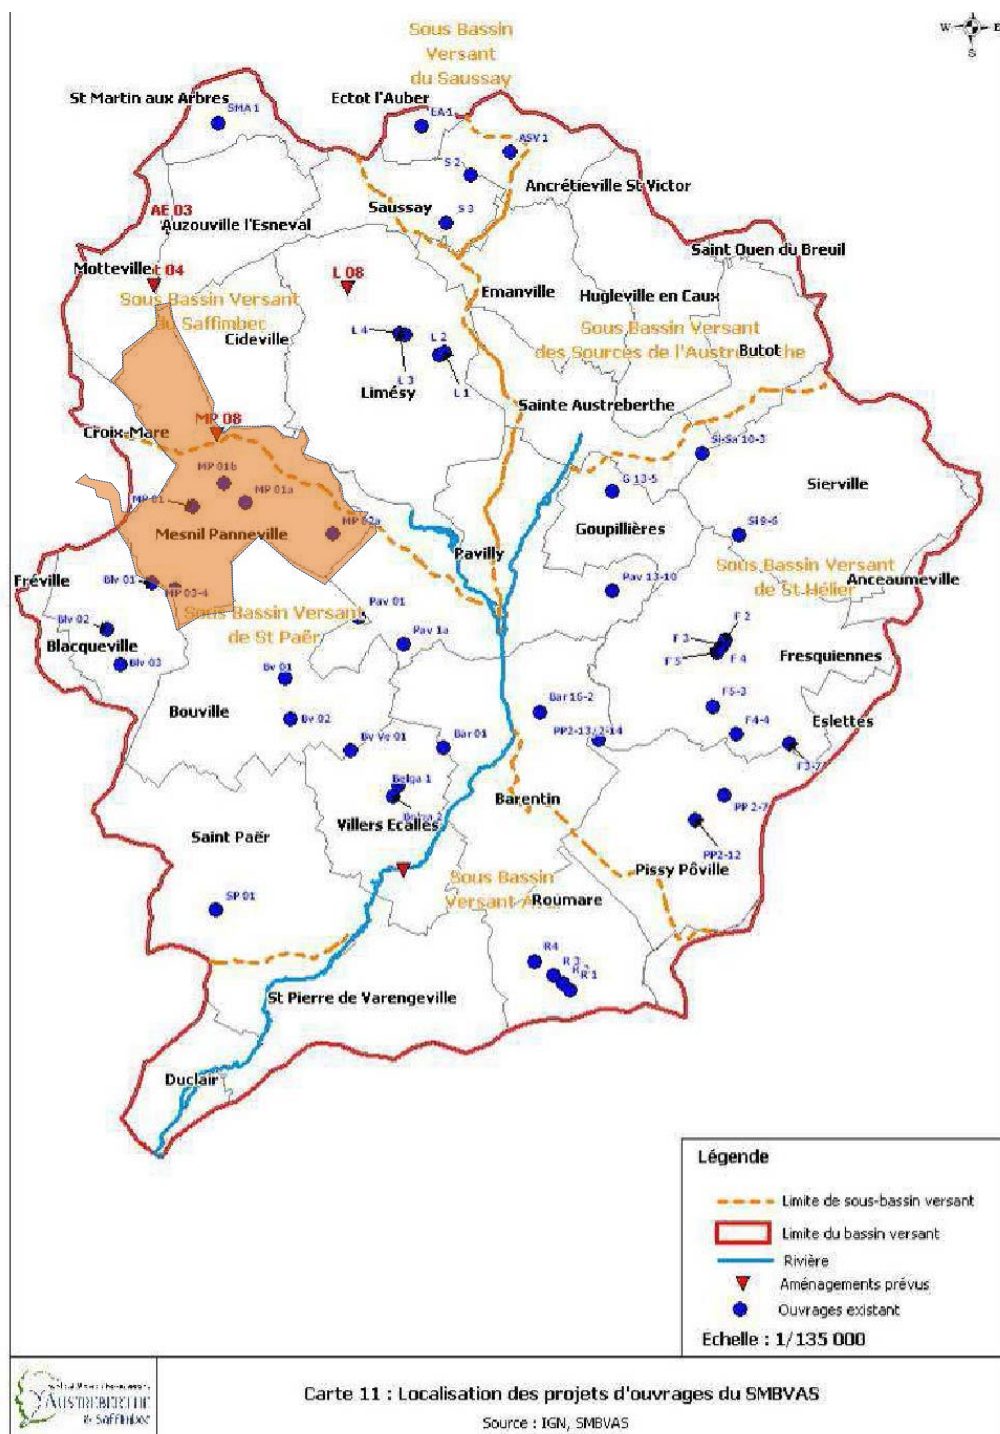 Sous Bassin
Versant
du Saussay
W
S
St Martin aux Arbres
SMA 1
Ectot l'Auber
EA 1
ASV 1
S 2
Ancrétieville St Victor
Saussay
S 3
AE 03
Auzouville l'Esneval
Saint Ouen du Breuil
Motteville
04
L 08
Emanville
Hugleville en Caux
Sous Bassin Versant
du Saffimbec
Cideville
L 4
L 2
L 3
L 1
Limésy
Sous Bassin Versant
des Sources de l'Austreberthe
Butot
Sainte Austreberthe
MP 08
Croix-Mare
Si-Sa 10-3
MP 01b
MP 01
MP 01a
G 13-5
Sierville
Mesnil Panneville
MP 02a
Goupillières
Si 9-6
Pavilly
Fréville
Blv 01
MP 03-4
Pav 13-10
Sous Bassin Versant
de St Hélier
Anceaumeville
Sous Bassin Versant
de St Paër
Pav 01
Blv 02
Blacqueville
Pav 1a
F 2
F 3
F 4
F 5
Fresquiennes
Blv 03
Bv 01
Bouville
Bv 02
Bar 16-2
F5-3
Eslettes
F4-4
Bv Ve 01
Bar 01
PP2-13/2-14
F3-7
Belga 1
Barentin
PP 2-7
Villers Ecalles
Saint Paër
PP2-12
Pissy Pôville
Sous Bassin
Versant
Roumare
SP 01
R4
R 3
R 1
St Pierre de Varengeville
Duclair
Légende
Limite de sous-bassin versant
Limite du bassin versant
Rivière
Aménagements prévus
Ouvrages existant
Echelle : 1/135 000
AUSTREBERTHE
& Saffimbec
Carte 11 : Localisation des projets d'ouvrages du SMBVAS
Source : IGN, SMBVAS